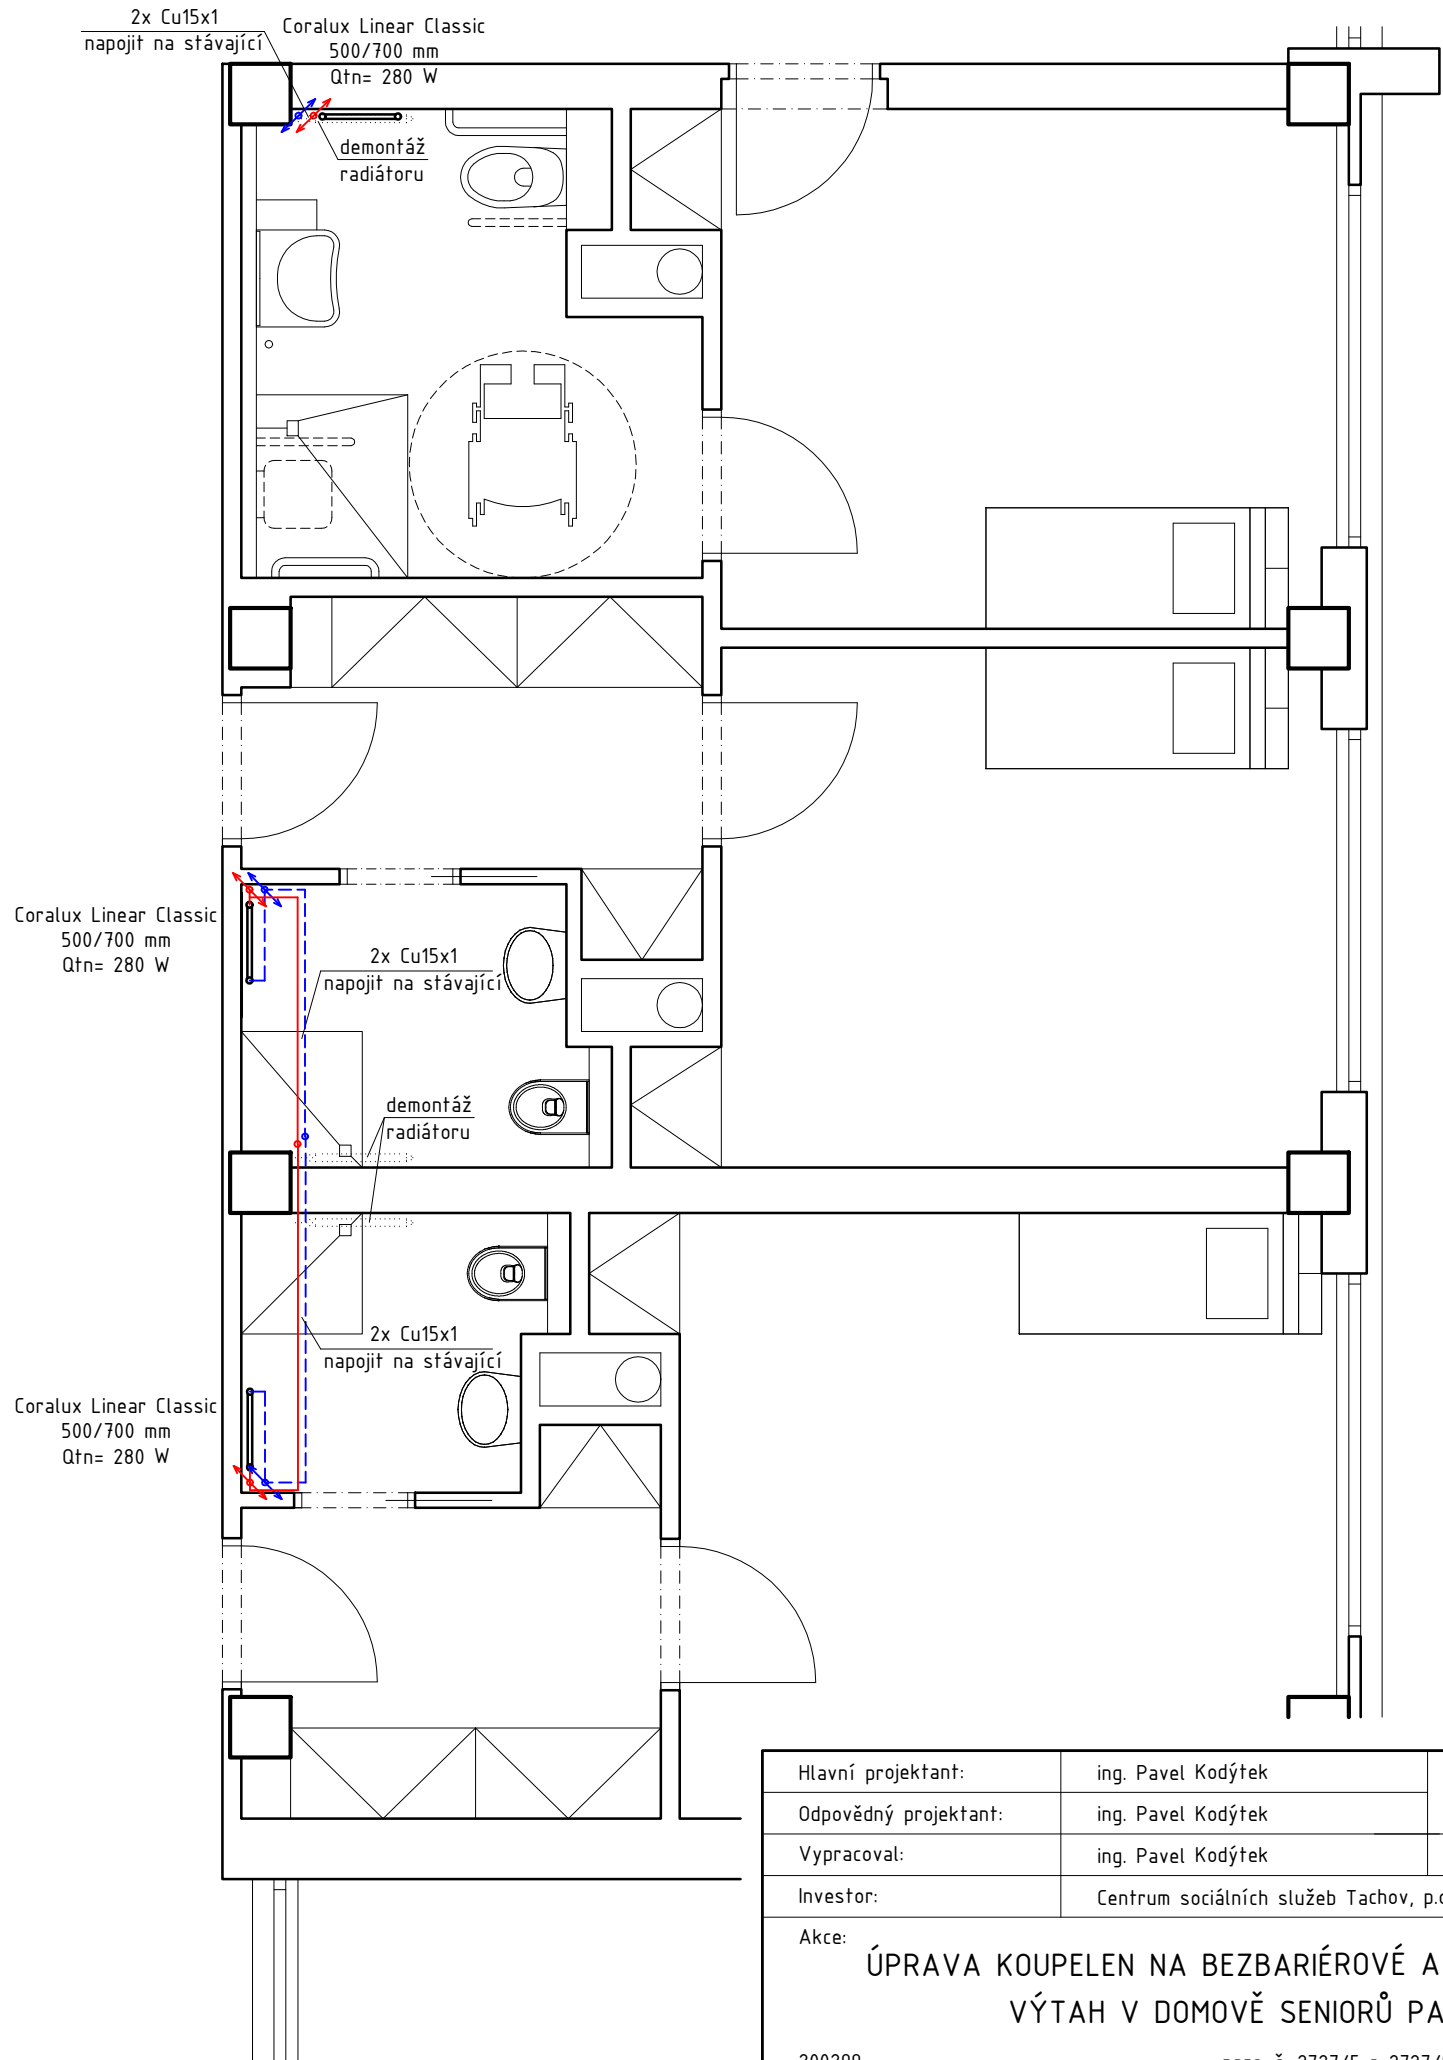 2x Cu15x1
napojit na stávající
Coralux Linear Classic
500/700 mm
Qtn= 280 W
demontáž
radiátoru
Coralux Linear Classic
500/700 mm
Qtn= 280 W
2x Cu15x1
napojit na stávající
demontáž
radiátoru
2x Cu15x1
napojit na stávající
Coralux Linear Classic
500/700 mm
Qtn= 280 W
Hlavní projektant: ing. Pavel Kodýtek
Odpovědný projektant: ing. Pavel Kodýtek
Vypracoval: ing. Pavel Kodýtek
Investor: Centrum sociálních služeb Tachov, p.
Akce:
ÚPRAVA KOUPELEN NA BEZBARIÉROVÉ A
VÝTAH V DOMOVĚ SENIORŮ PA